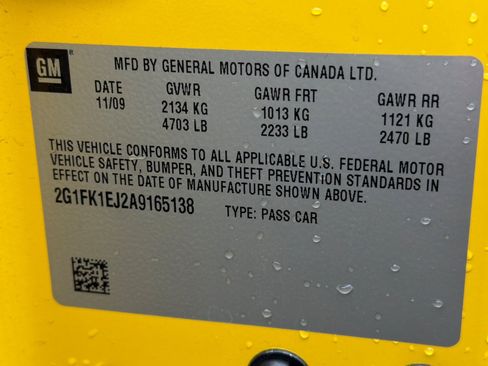 GM
MFD BY GENERAL MOTORS OF CANADA LTD.
DATE GVWR GAWR FRT GAWR RR
11/09 2134 KG 1013 KG 1121 KG
4703 LB 2233 LB 2470 LB
THIS VEHICLE CONFORMS TO ALL APPLICABLE U.S. FEDERAL MOTOR
VEHICLE SAFETY, BUMPER, AND THEFT PREVENTION STANDARDS IN
EFFECT ON THE DATE OF MANUFACTURE SHOWN ABOVE.
2G1FK1EJ2A9165138 TYPE: PASS CAR